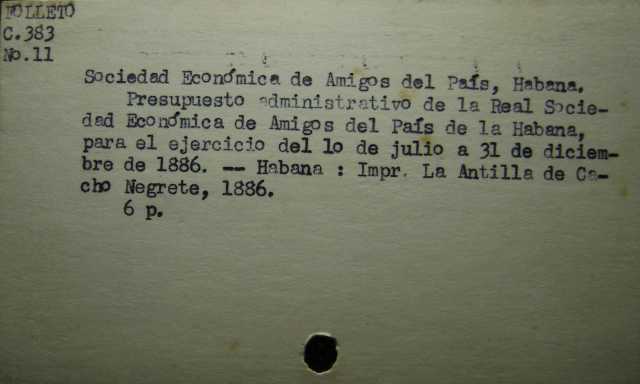 FOLLETO
C.383
No.11
Sociedad Económica de Amigos del País, Habana.
Presupuesto administrativo de la Real Socie-
dad Económica de Amigos del País de la Habana,
para el ejercicio del 1o de julio a 31 de diciem-
bre de 1886. -- Habana : Impr. La Antilla de Ca-
cho Negrete, 1886.
6 p.